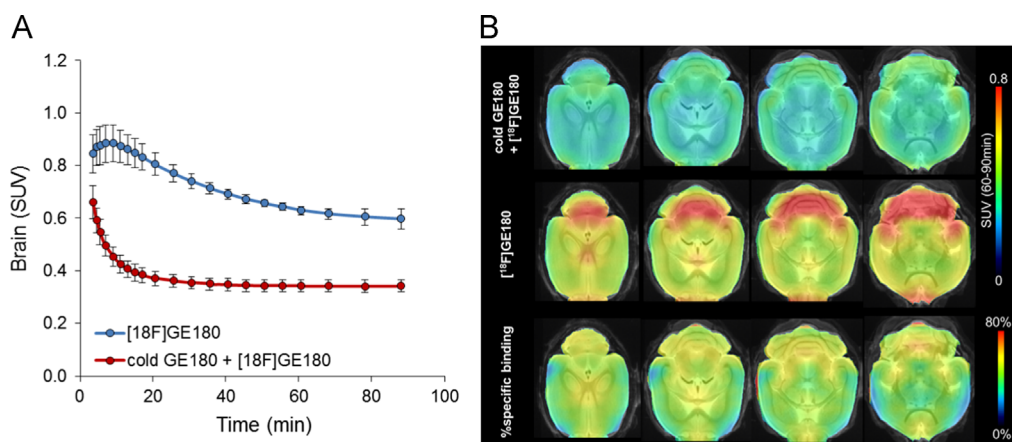 A
1.2
1.0
0.8
0.6
0.4
0.2
0.0
0
20
40
60
80
100
Brain (SUV)
Time (min)
[18F]GE180
cold GE180 + [18F]GE180
B
cold GE180
+ [¹⁸F]GE180
[¹⁸F]GE180
%specific binding
0.8
SUV (60-90min)
0
80%
0%